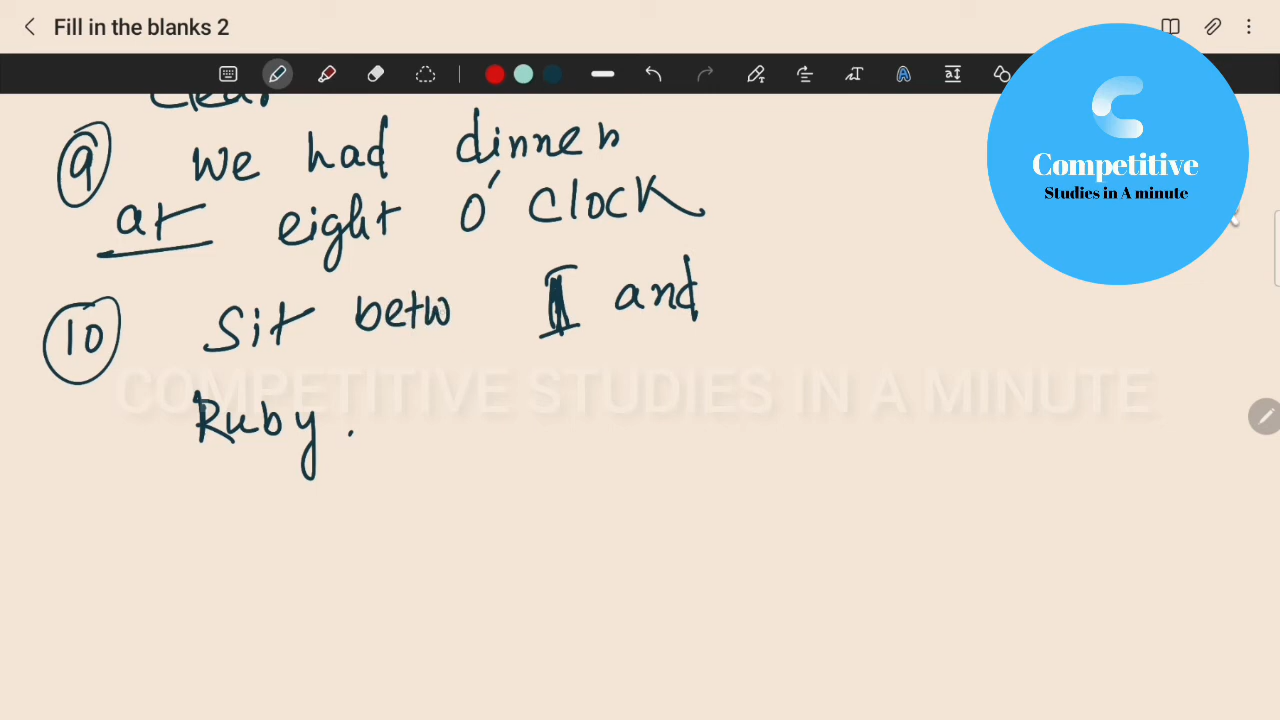 Fill in the blanks 2
Competitive
Studies in A minute
clear
9 We had dinner
at eight o'clock
10 Sit betw I and
COMPETITIVE STUDIES IN A MINUTE
Ruby.